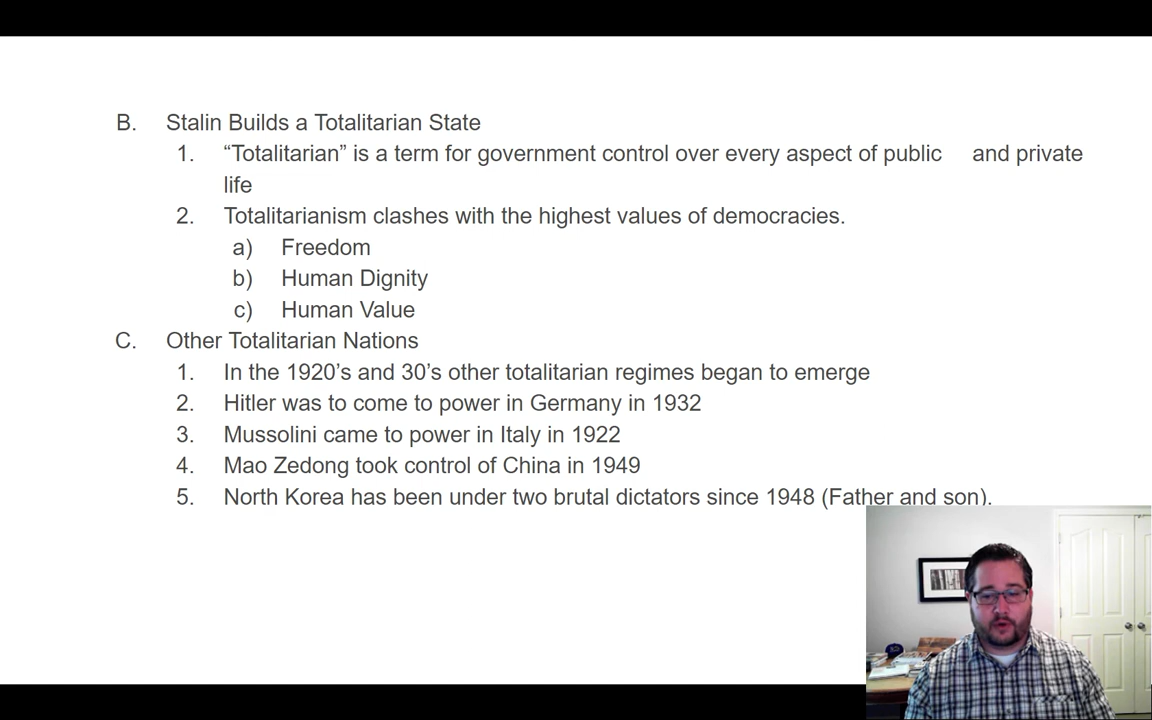 B. Stalin Builds a Totalitarian State
1. “Totalitarian” is a term for government control over every aspect of public and private
life
2. Totalitarianism clashes with the highest values of democracies.
a) Freedom
b) Human Dignity
c) Human Value
C. Other Totalitarian Nations
1. In the 1920’s and 30’s other totalitarian regimes began to emerge
2. Hitler was to come to power in Germany in 1932
3. Mussolini came to power in Italy in 1922
4. Mao Zedong took control of China in 1949
5. North Korea has been under two brutal dictators since 1948 (Father and son).